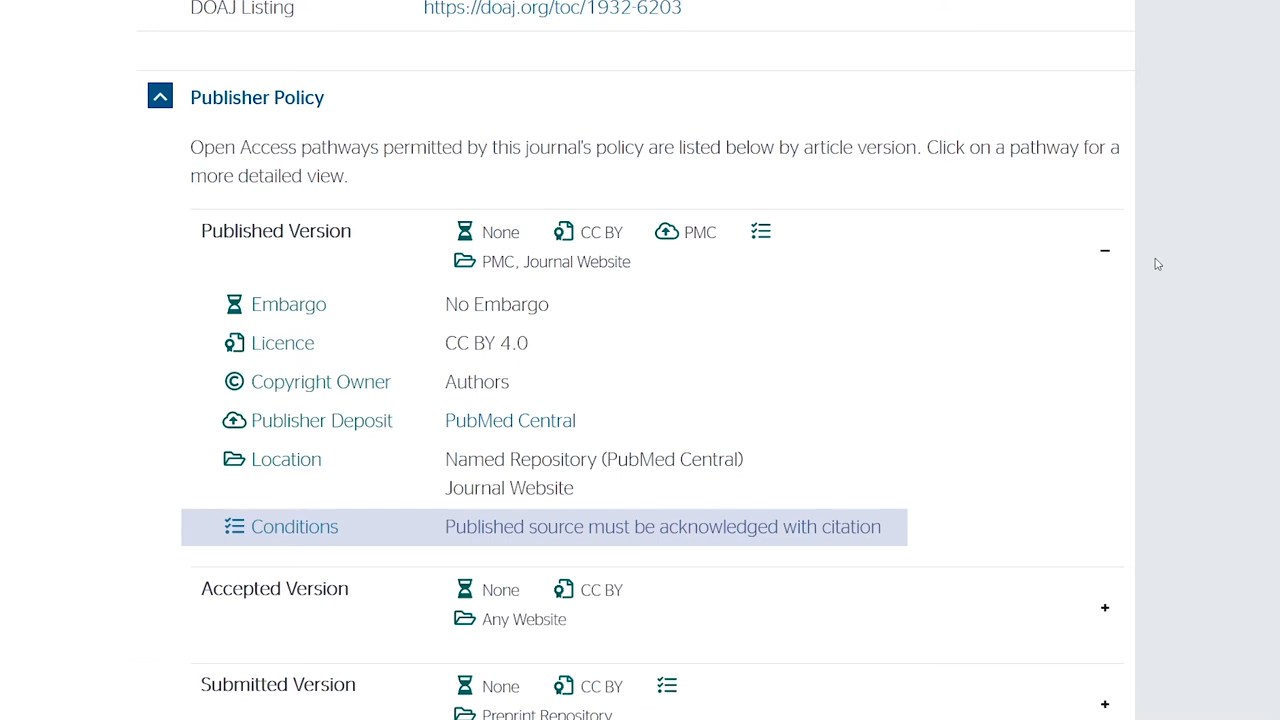 DOAJ Listing https://doaj.org/toc/1932-6203
Publisher Policy
Open Access pathways permitted by this journal's policy are listed below by article version. Click on a pathway for a
more detailed view.
Published Version None CC BY PMC
PMC, Journal Website
Embargo No Embargo
Licence CC BY 4.0
Copyright Owner Authors
Publisher Deposit PubMed Central
Location Named Repository (PubMed Central)
Journal Website
Conditions Published source must be acknowledged with citation
Accepted Version None CC BY
Any Website
Submitted Version None CC BY
Preprint Repository